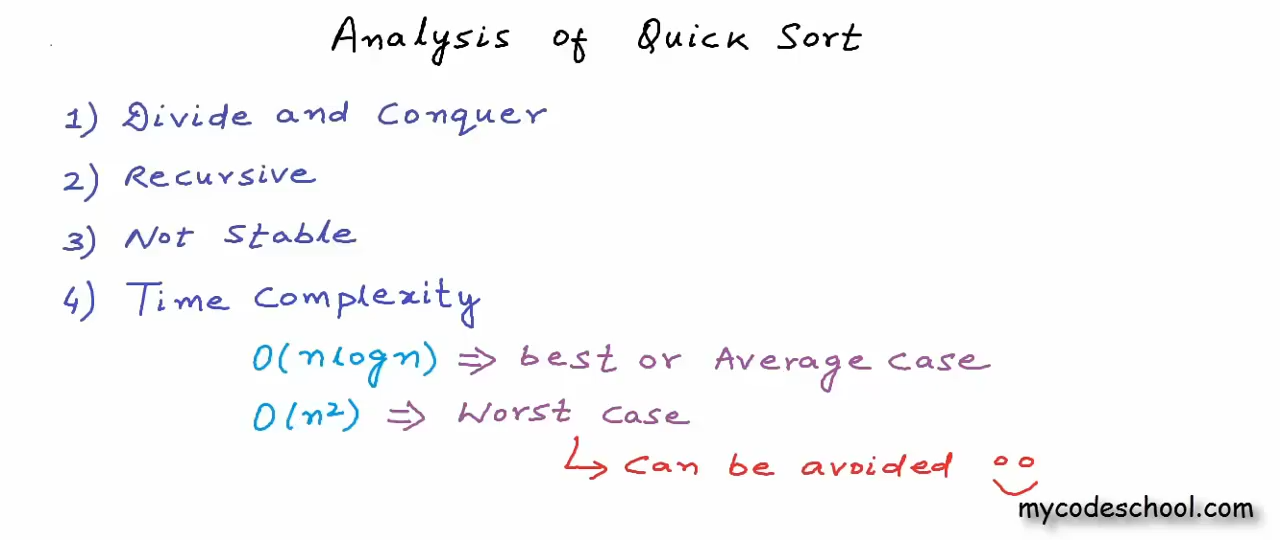 Analysis of Quick Sort
1) Divide and Conquer
2) Recursive
3) Not Stable
4) Time Complexity
O(nlogn) ⇒ best or Average case
O(n²) ⇒ Worst case
↳ can be avoided
mycodeschool.com